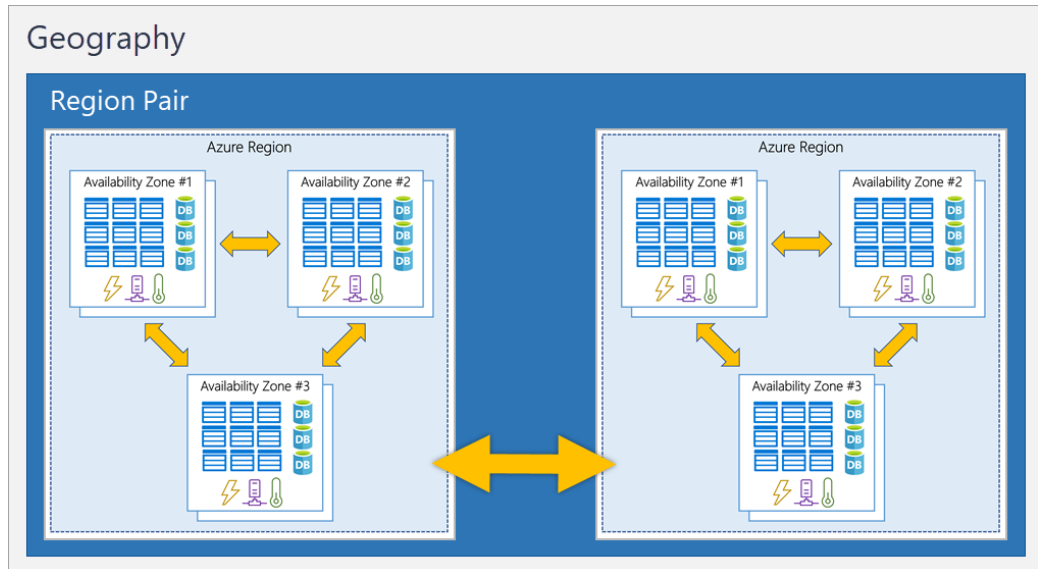 Geography
Region Pair
Azure Region
Availability Zone #1
DB
DB
DB
Availability Zone #2
DB
DB
DB
Availability Zone #3
DB
DB
DB
Azure Region
Availability Zone #1
DB
DB
DB
Availability Zone #2
DB
DB
DB
Availability Zone #3
DB
DB
DB